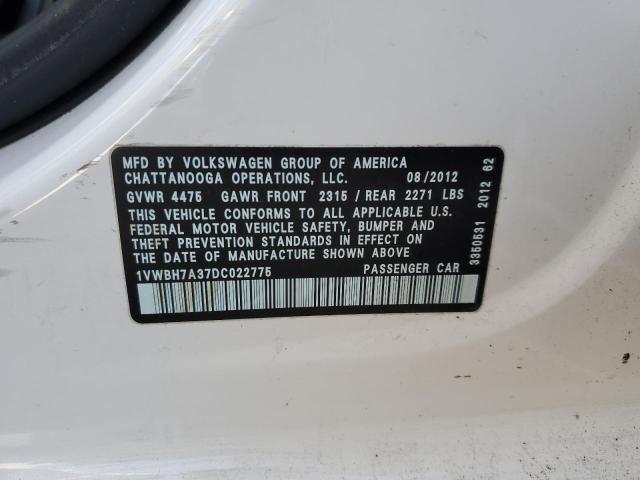 MFD BY VOLKSWAGEN GROUP OF AMERICA
CHATTANOOGA OPERATIONS, LLC. 08/2012
GVWR 4475 GAWR FRONT 2315 / REAR 2271 LBS
THIS VEHICLE CONFORMS TO ALL APPLICABLE U.S.
FEDERAL MOTOR VEHICLE SAFETY, BUMPER AND
THEFT PREVENTION STANDARDS IN EFFECT ON
THE DATE OF MANUFACTURE SHOWN ABOVE
1VWBH7A37DC022775 PASSENGER CAR
3350531 2012 62